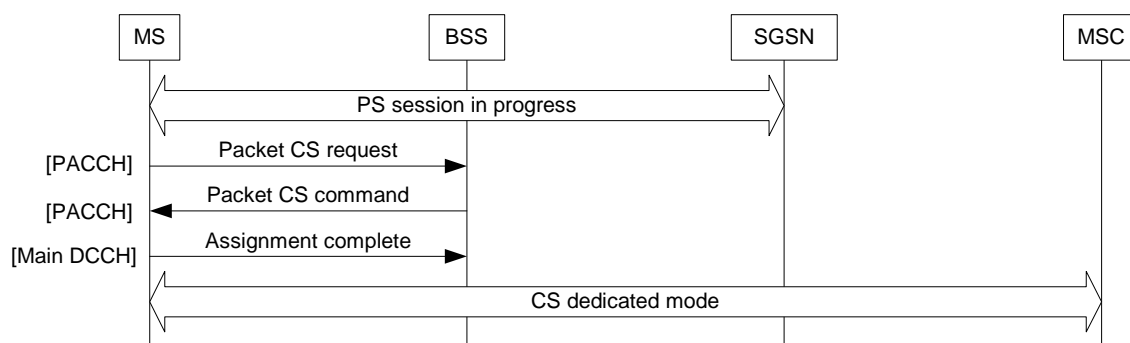 MS BSS SGSN MSC
PS session in progress
[PACCH] Packet CS request
[PACCH] Packet CS command
[Main DCCH] Assignment complete
CS dedicated mode